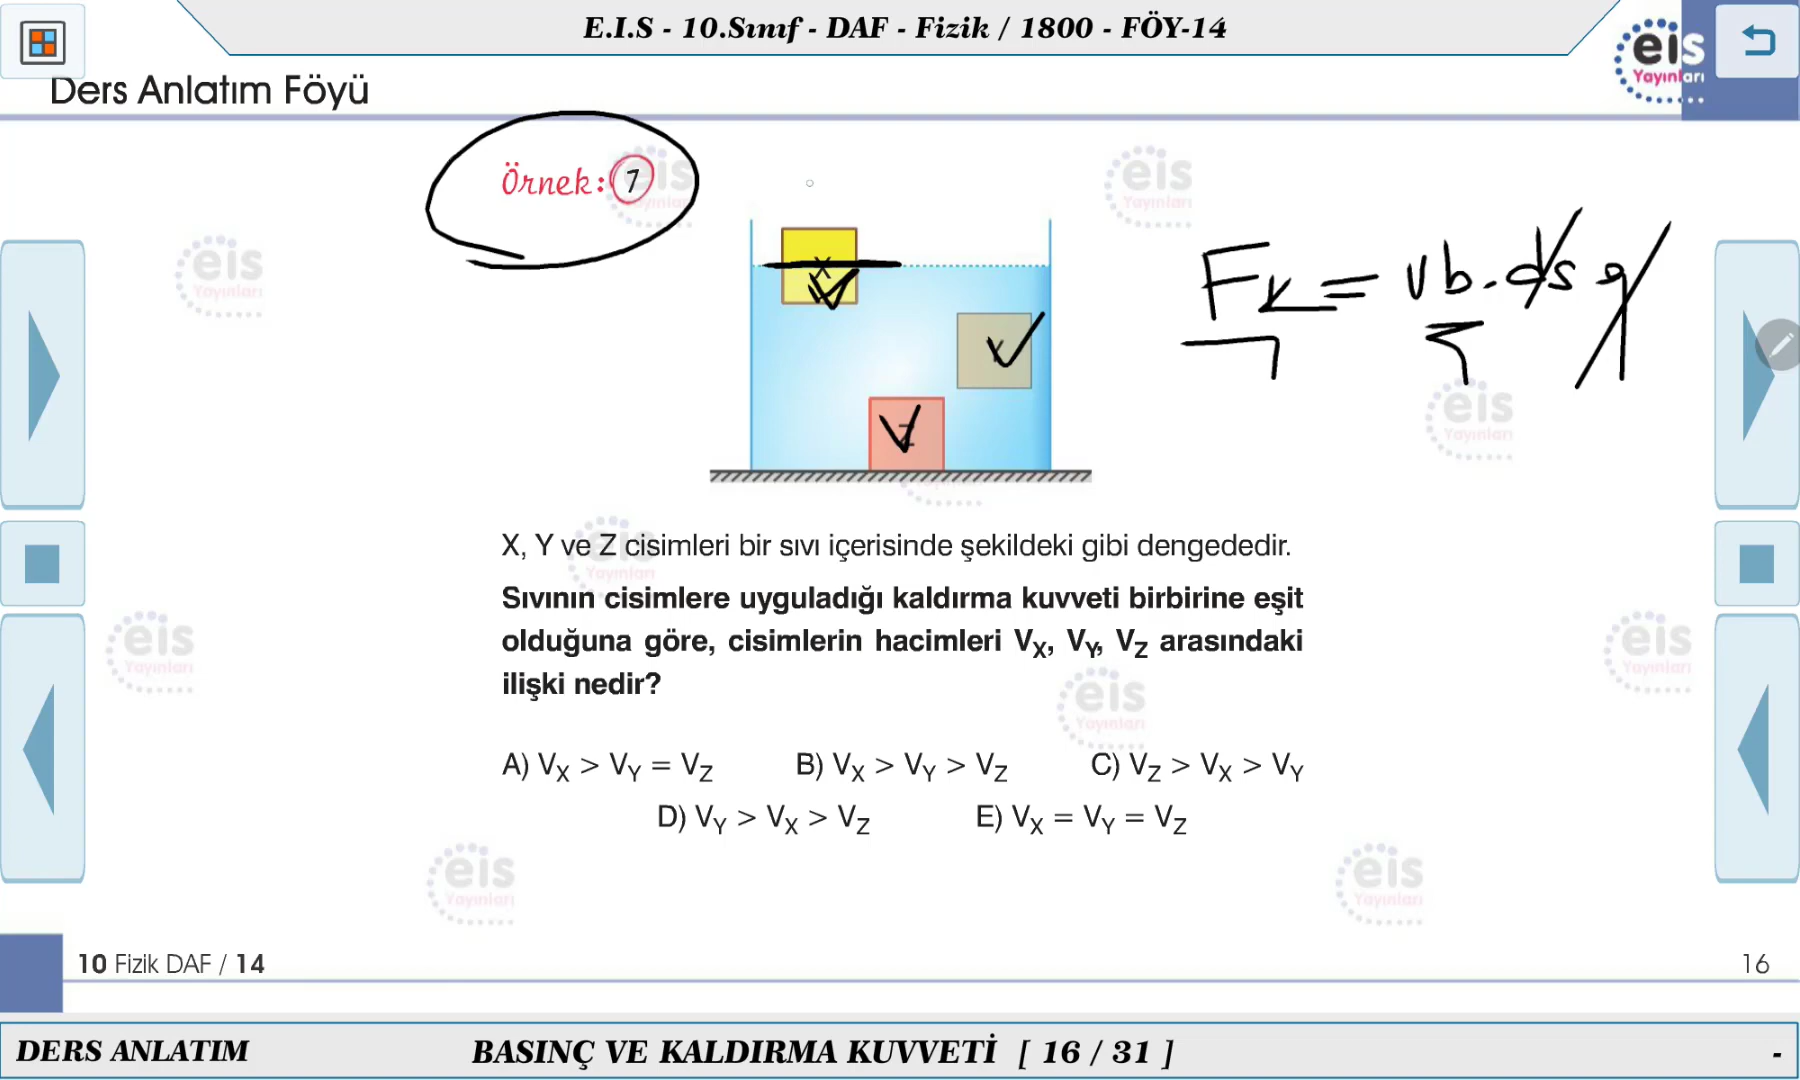 E.I.S - 10.Sınıf - DAF - Fizik / 1800 - FÖY-14
eis
Yayınları
Ders Anlatım Föyü
Örnek: 7
X
Y
Z
Fk = vb.ds g
X, Y ve Z cisimleri bir sıvı içerisinde şekildeki gibi dengededir.
Sıvının cisimlere uyguladığı kaldırma kuvveti birbirine eşit
olduğuna göre, cisimlerin hacimleri VX, VY, VZ arasındaki
ilişki nedir?
A) VX > VY = VZ B) VX > VY > VZ C) VZ > VX > VY
D) VY > VX > VZ E) VX = VY = VZ
10 Fizik DAF / 14
16
DERS ANLATIM BASINÇ VE KALDIRMA KUVVETİ [ 16 / 31 ] -